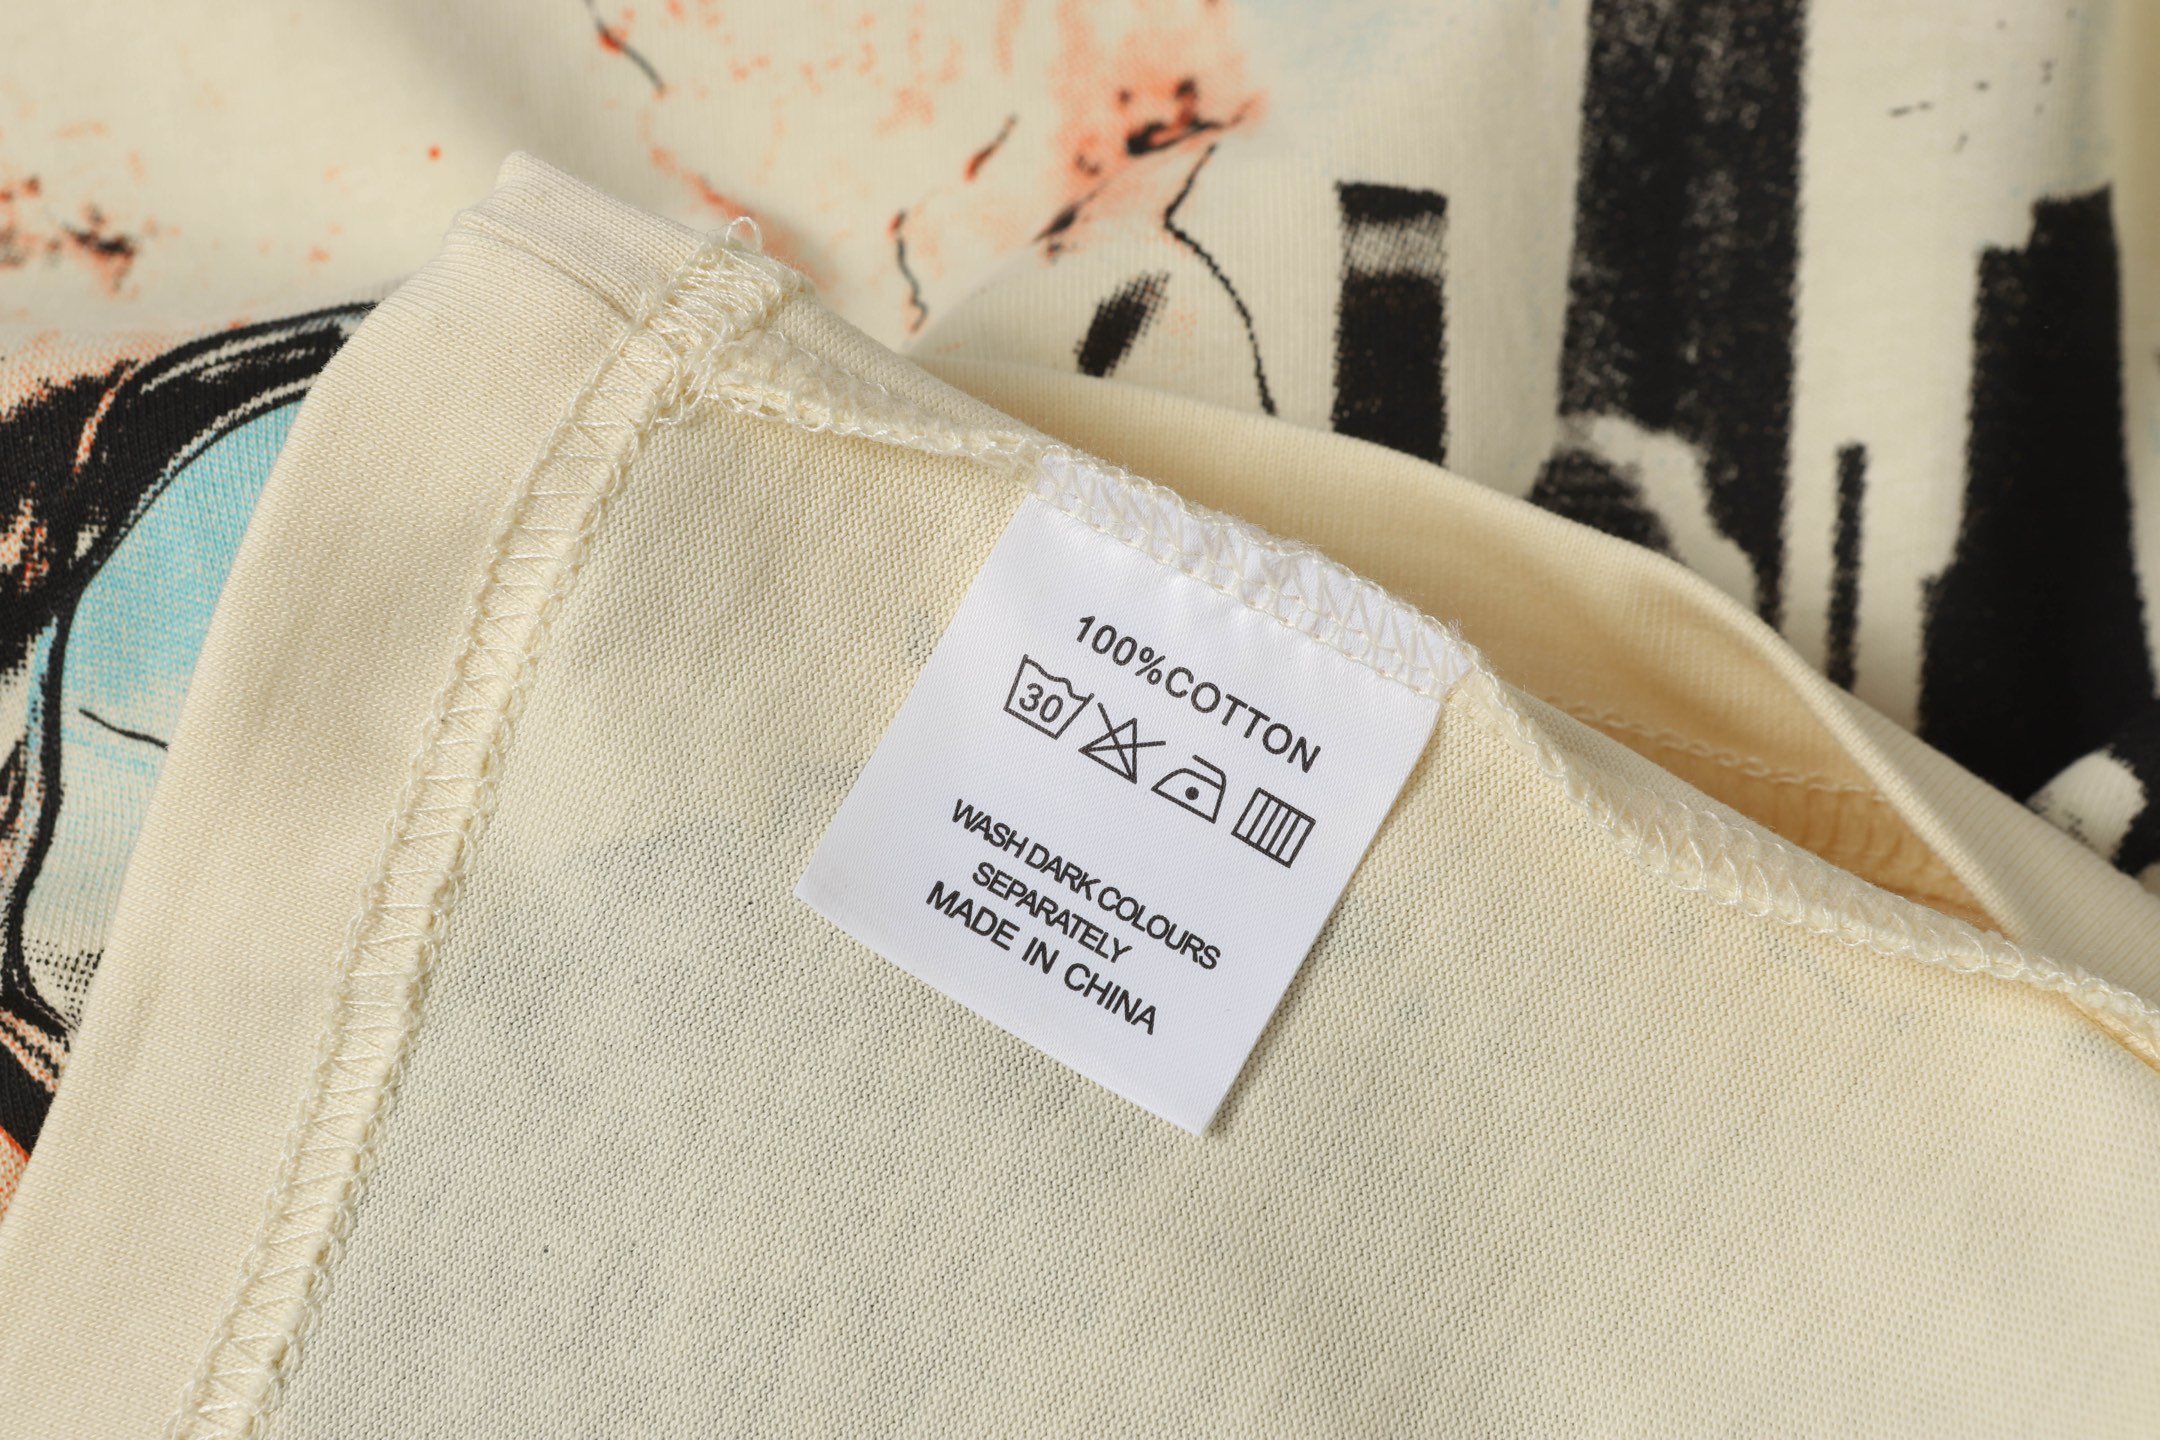 100%COTTON
30
WASH DARK COLOURS
SEPARATELY
MADE IN CHINA